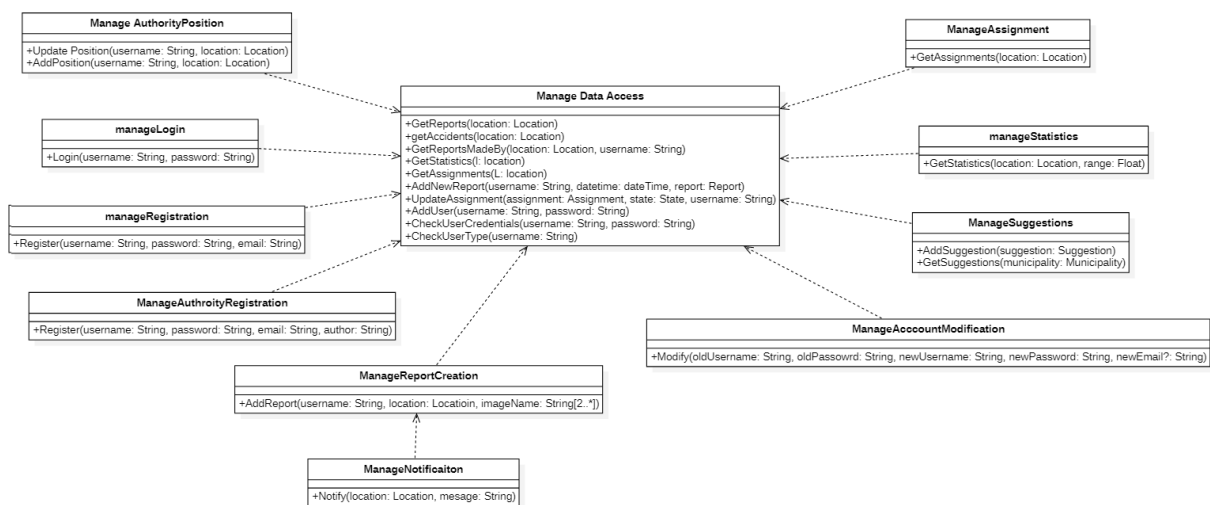 Manage AuthorityPosition
+Update Position(username: String, location: Location)
+AddPosition(username: String, location: Location)
ManageAssignment
+GetAssignments(location: Location)
Manage Data Access
+GetReports(location: Location)
+getAccidents(location: Location)
+GetReportsMadeBy(location: Location, username: String)
+GetStatistics(l: location)
+GetAssignments(L: location)
+AddNewReport(username: String, datetime: dateTime, report: Report)
+UpdateAssignment(assignment: Assignment, state: State, username: String)
+AddUser(username: String, password: String)
+CheckUserCredentials(username: String, password: String)
+CheckUserType(username: String)
manageLogin
+Login(username: String, password: String)
manageStatistics
+GetStatistics(location: Location, range: Float)
manageRegistration
+Register(username: String, password: String, email: String)
ManageSuggestions
+AddSuggestion(suggestion: Suggestion)
+GetSuggestions(municipality: Municipality)
ManageAuthroityRegistration
+Register(username: String, password: String, email: String, author: String)
ManageAcccountModification
+Modify(oldUsername: String, oldPassowrd: String, newUsername: String, newPassword: String, newEmail?: String)
ManageReportCreation
+AddReport(username: String, location: Locatioin, imageName: String[2..*])
ManageNotificaiton
+Notify(location: Location, mesage: String)